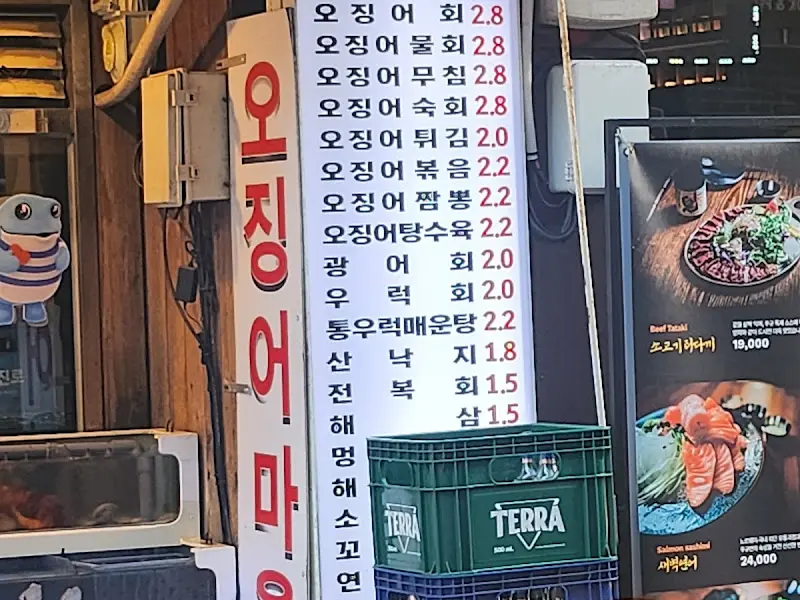 오징어 회 2.8
오징어물회 2.8
오징어무침 2.8
오징어숙회 2.8
오징어튀김 2.0
오징어볶음 2.2
오징어짬뽕 2.2
오징어탕수육 2.2
광어회 2.0
우럭회 2.0
통우럭매운탕 2.2
산낙지 1.8
전복회 1.5
해 삼 1.5
멍
해
소
꼬
연
오징어마
TERRA
TERRA
500 mL
Beef Tataki
소고기 타다끼
19,000
Salmon sashimi
새벽연어
24,000